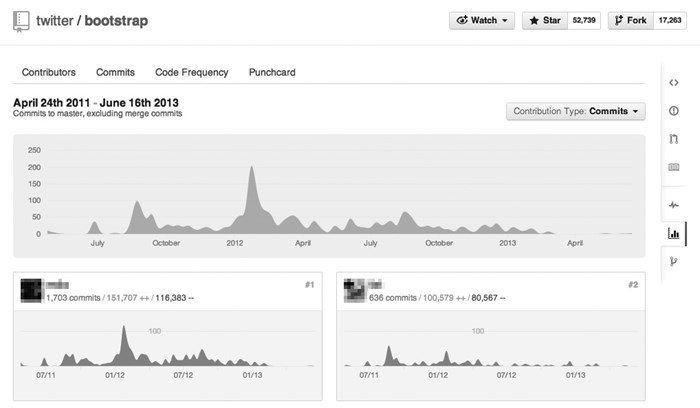 twitter / bootstrap
Watch
Star 52,739
Fork 17,263
Contributors Commits Code Frequency Punchcard
April 24th 2011 - June 16th 2013
Commits to master, excluding merge commits
Contribution Type: Commits
250
200
150
100
50
0
July October 2012 April July October 2013 April
#1
1,703 commits / 151,707 ++ / 116,383 --
100
07/11 01/12 07/12 01/13
#2
636 commits / 100,579 ++ / 80,567 --
100
07/11 01/12 07/12 01/13